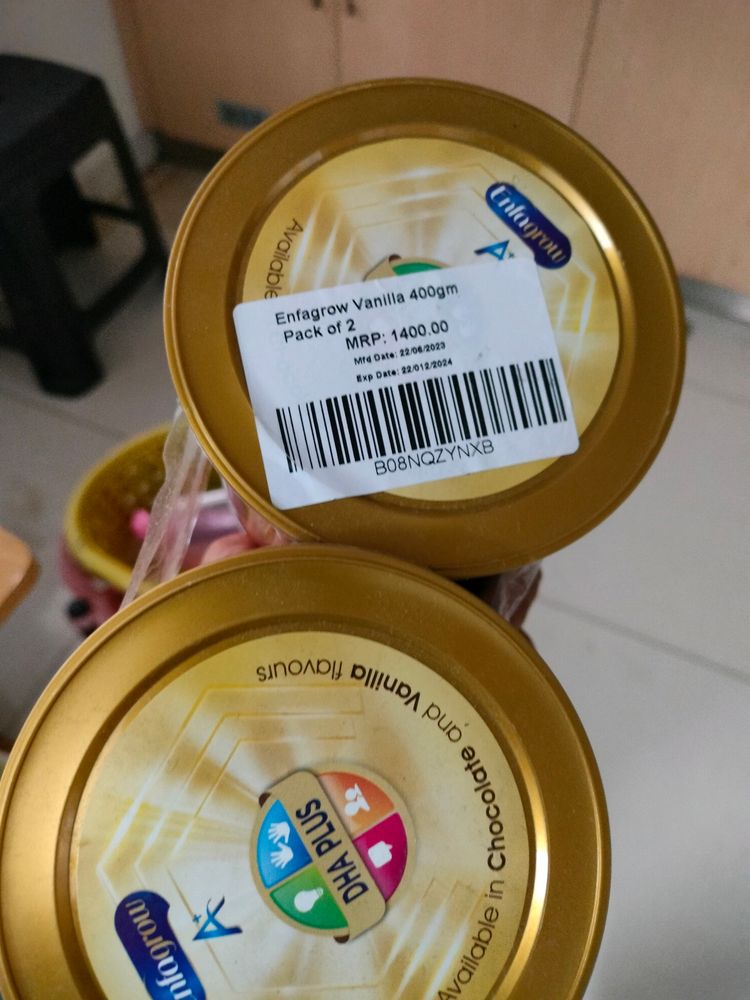 Enfagrow
A+
Available
Enfagrow Vanilla 400gm
Pack of 2
MRP: 1400.00
Mfd Date: 22/06/2023
Exp Date: 22/012/2024
B08NQZYNXB
Available in Chocolate and Vanilla flavours
DHA PLUS
A+
Enfagrow